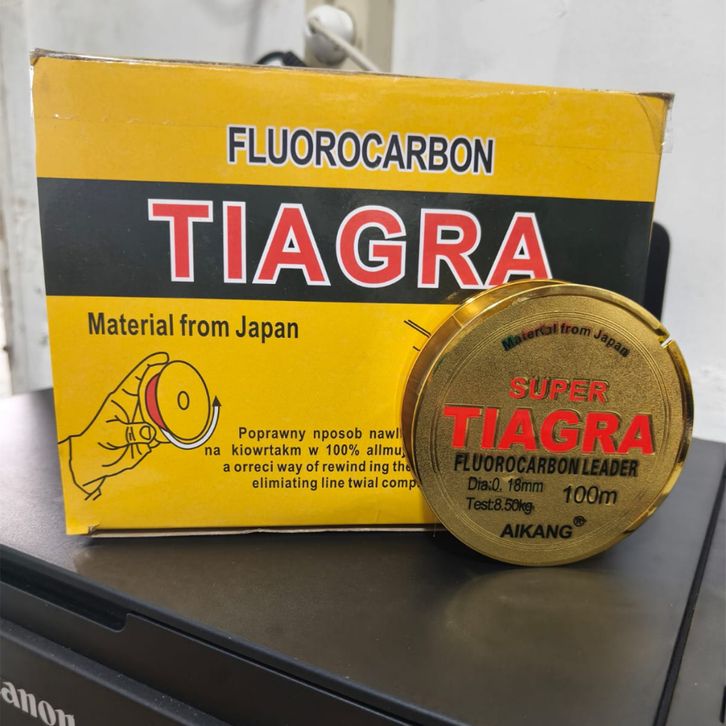 FLUOROCARBON
TIAGRA
Material from Japan
Poprawny nposob nawl
na kiowrtakm w 100% allmuj
a orreci way of rewind ing the
elimiating line twial comp
Material from Japan
SUPER
TIAGRA
FLUOROCARBON LEADER
Dia:0.18mm
100m
Test:8.50kg
AIKANG®
anon